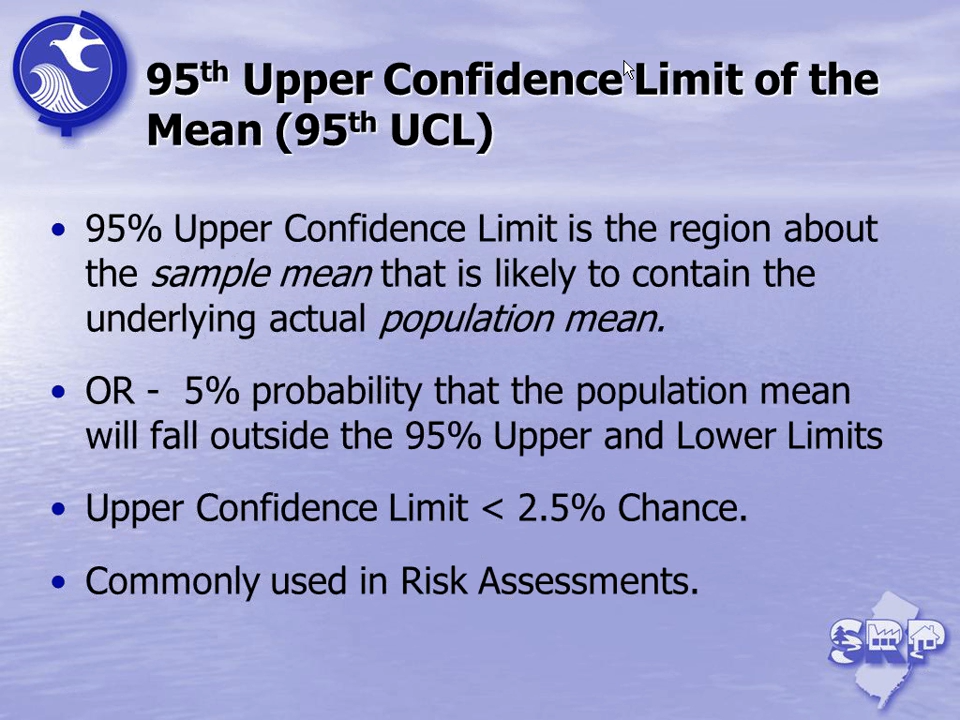 95th Upper Confidence Limit of the
Mean (95th UCL)
• 95% Upper Confidence Limit is the region about
the sample mean that is likely to contain the
underlying actual population mean.
• OR - 5% probability that the population mean
will fall outside the 95% Upper and Lower Limits
• Upper Confidence Limit < 2.5% Chance.
• Commonly used in Risk Assessments.
SRP